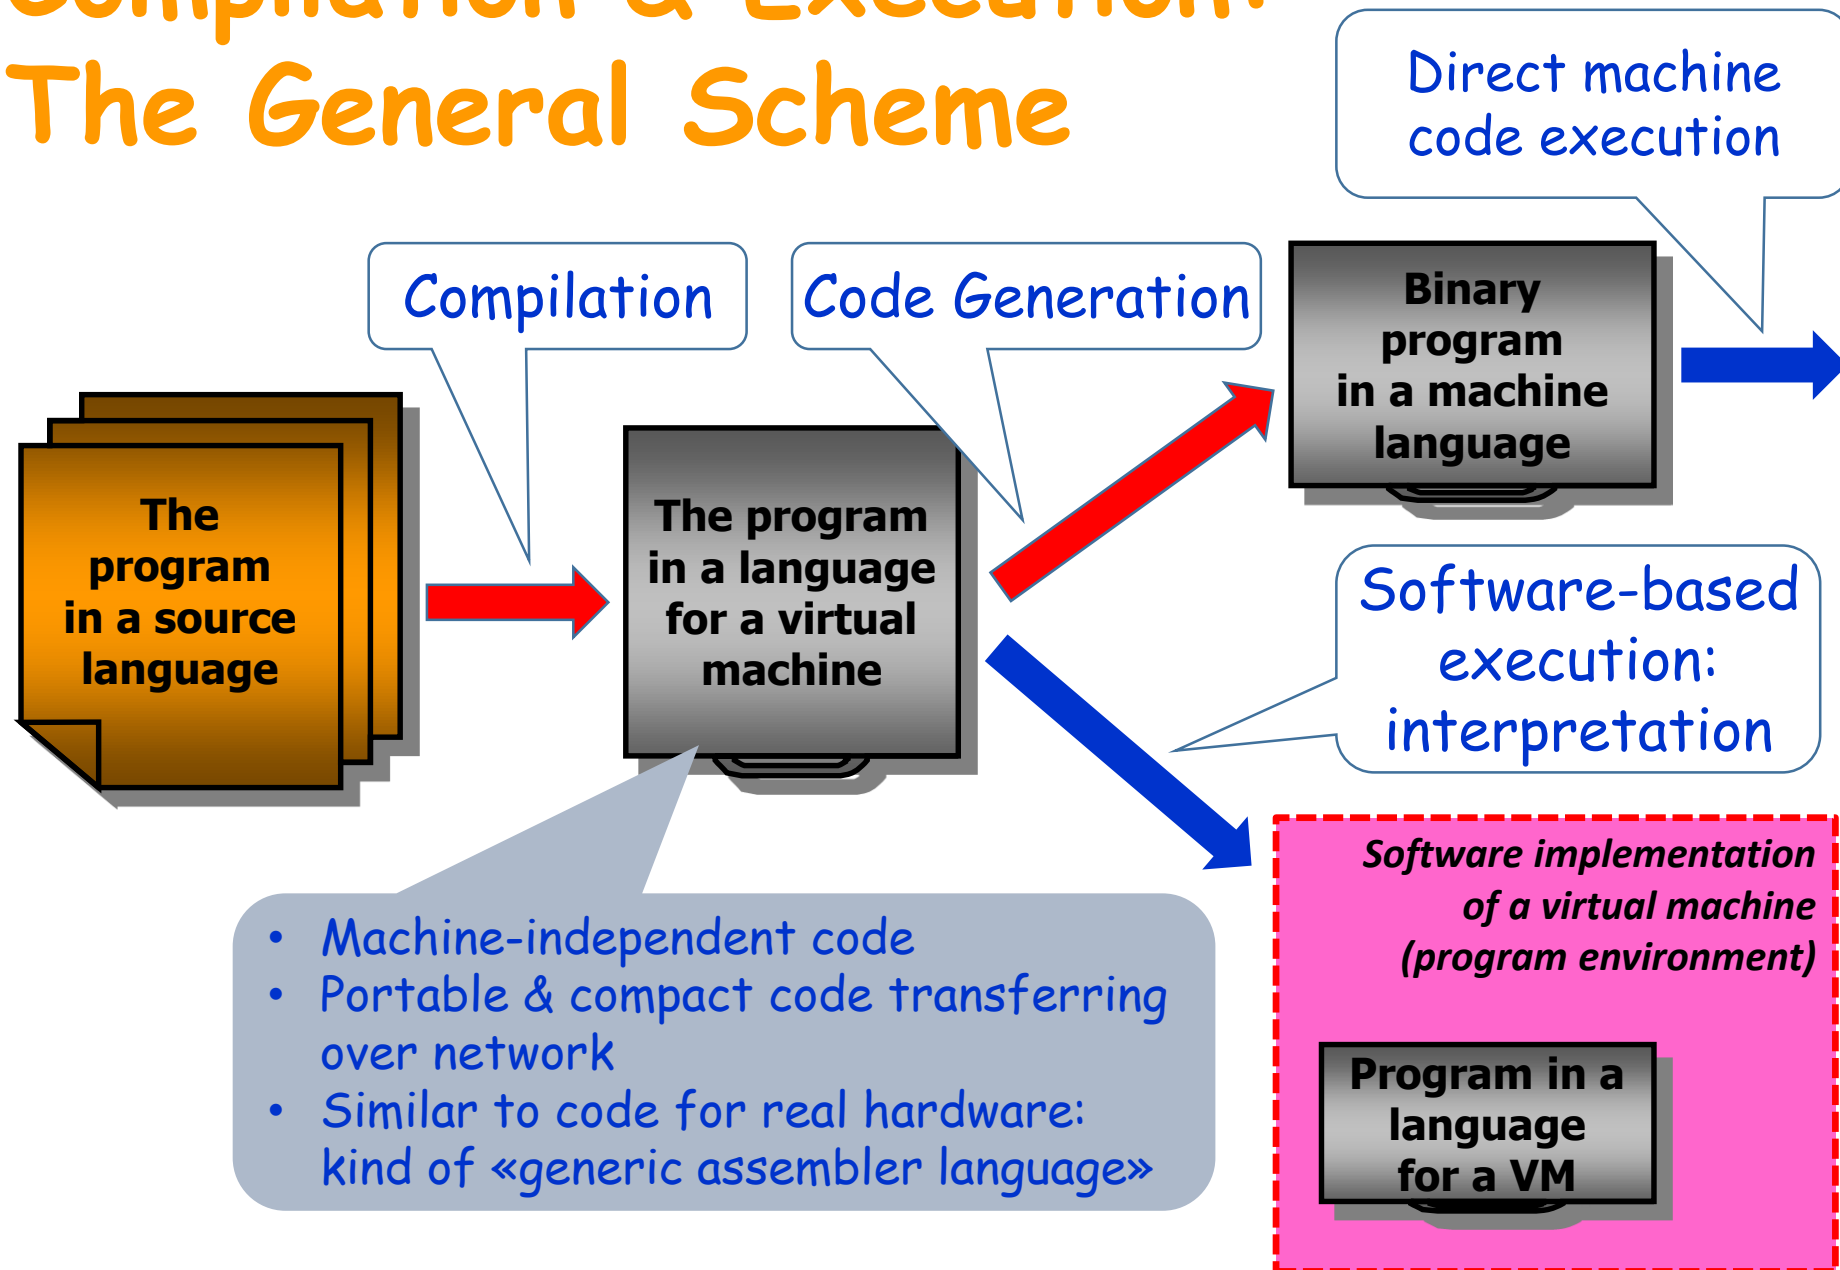 Compilation & Execution:
The General Scheme
Direct machine
code execution
Compilation
Code Generation
Binary
program
in a machine
language
The
program
in a source
language
The program
in a language
for a virtual
machine
Software-based
execution:
interpretation
Software implementation
of a virtual machine
(program environment)
• Machine-independent code
• Portable & compact code transferring
over network
• Similar to code for real hardware:
kind of «generic assembler language»
Program in a
language
for a VM